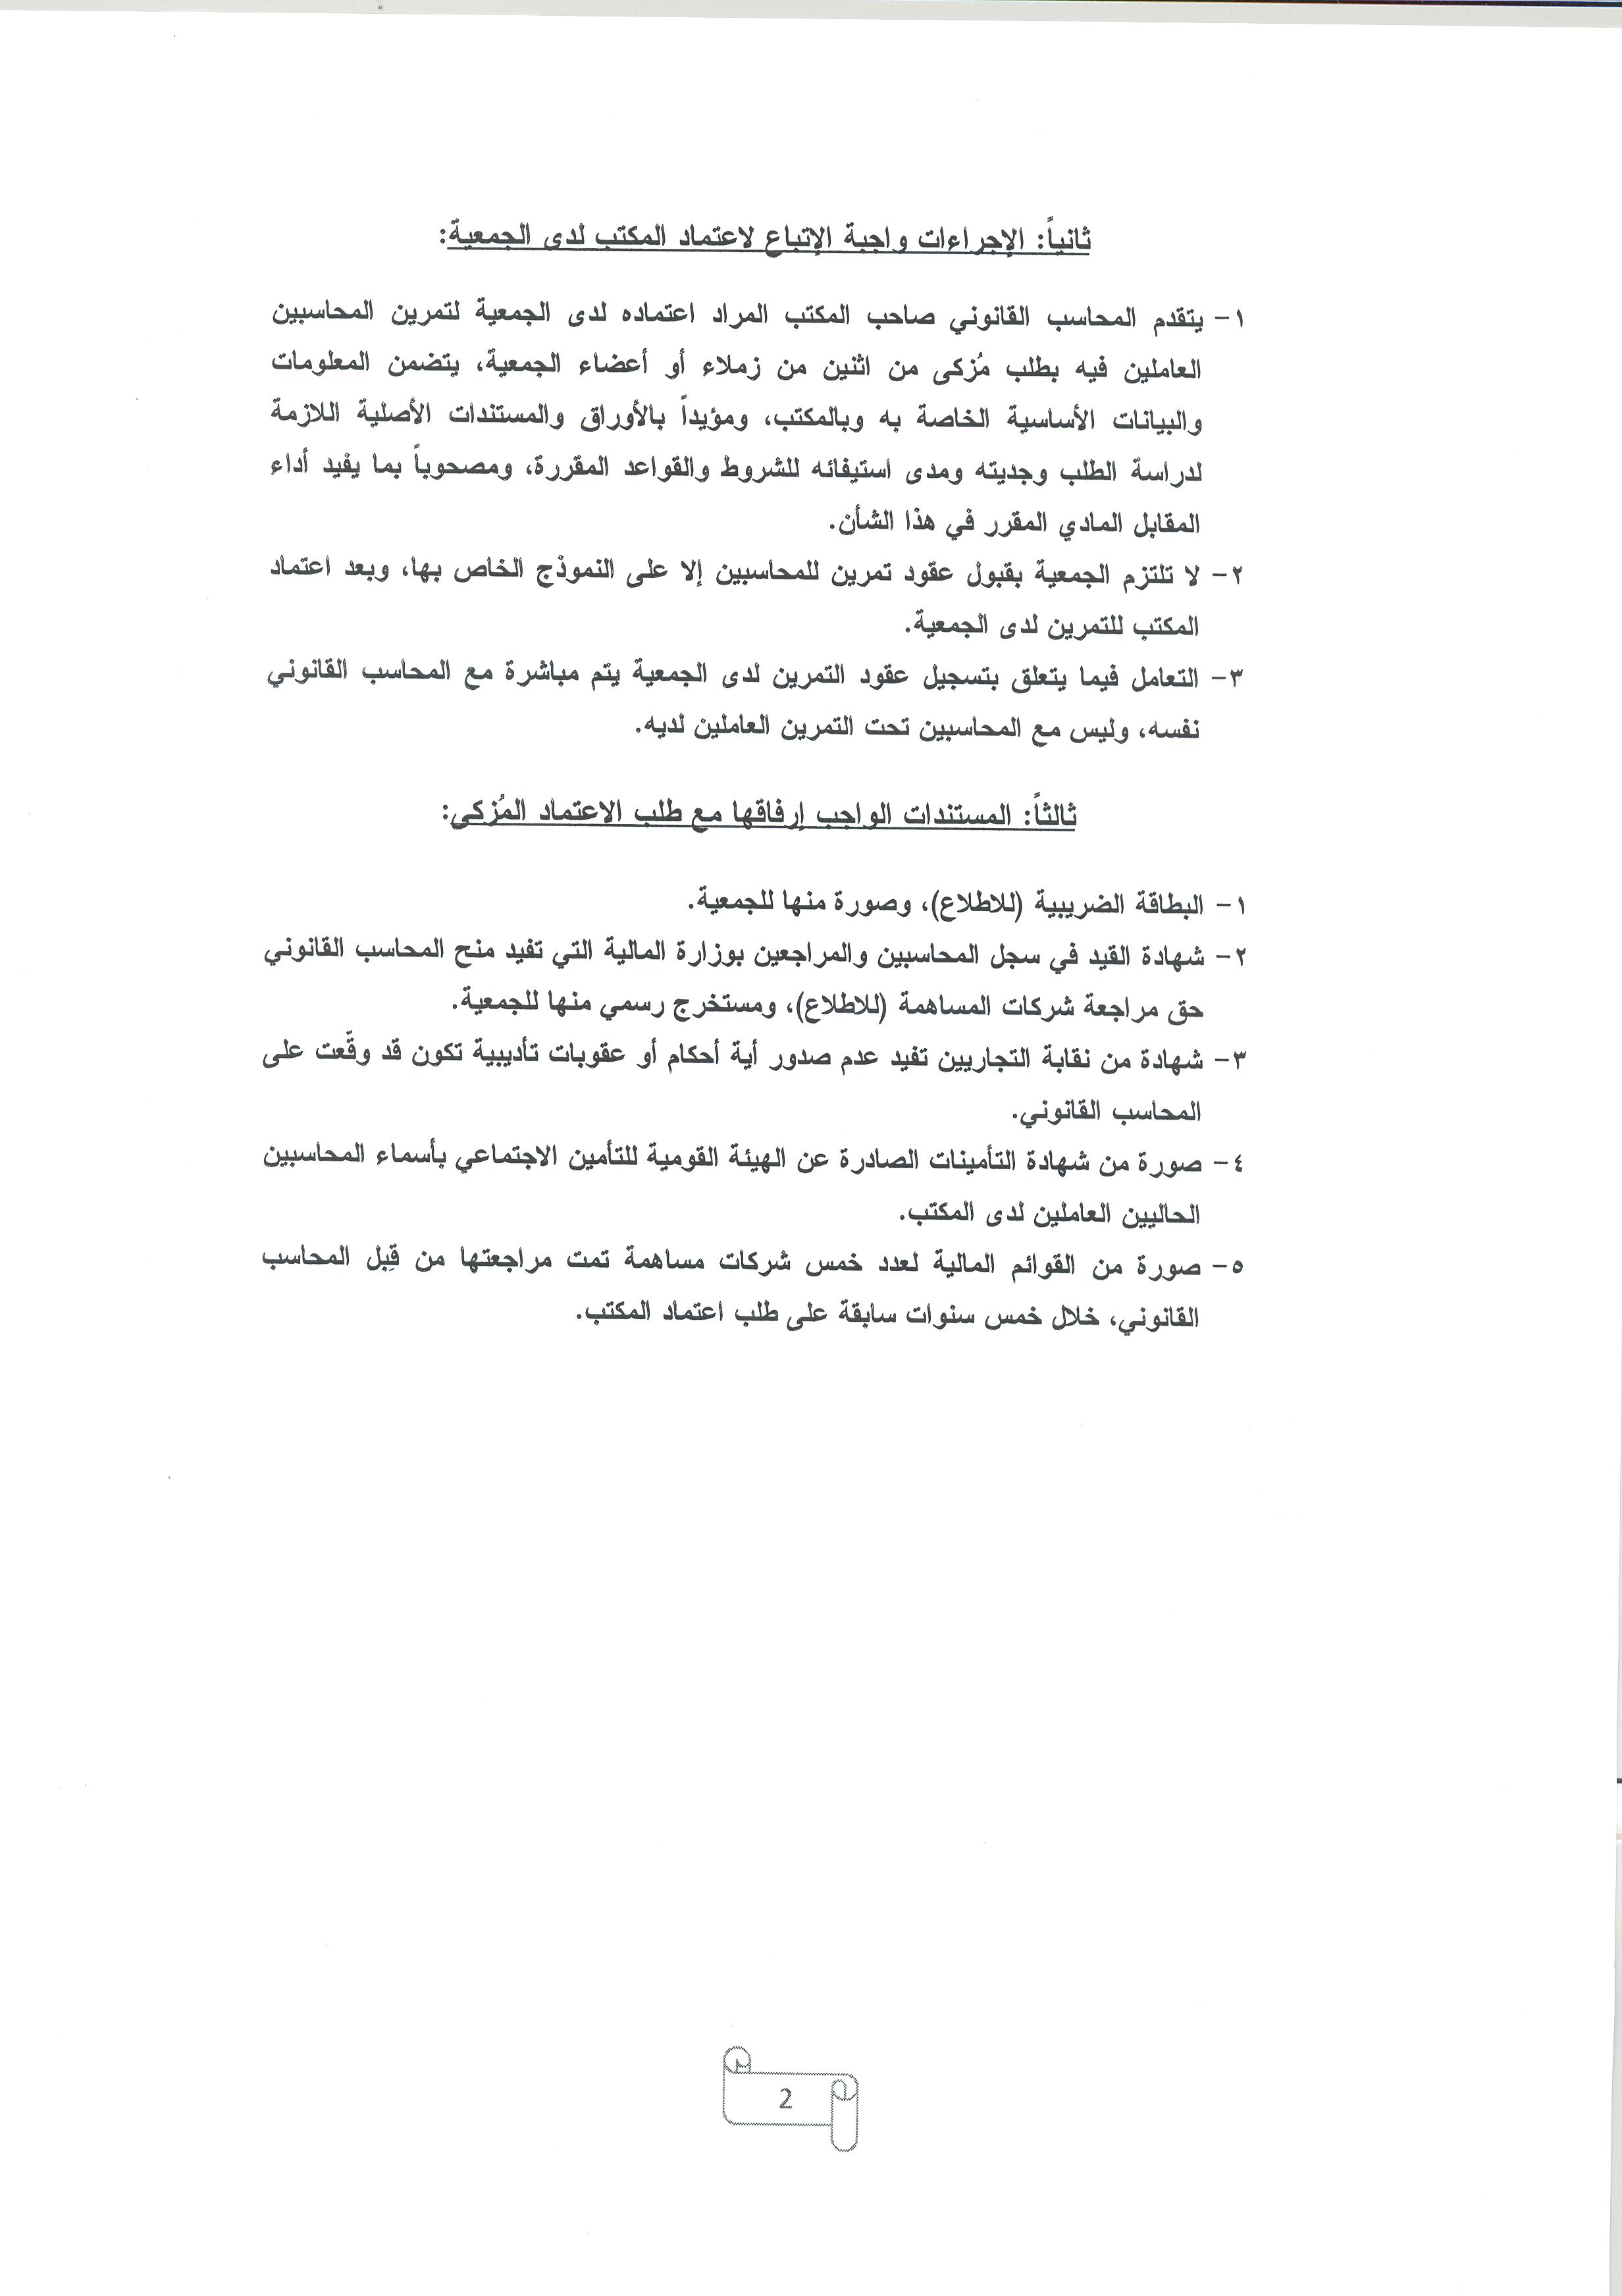 ثانياً: الإجراءات واجبة الإتباع لاعتماد المكتب لدى الجمعية:
١- يتقدم المحاسب القانوني صاحب المكتب المراد اعتماده لدى الجمعية لتمرين المحاسبين
العاملين فيه بطلب مُزكى من اثنين من زملاء أو أعضاء الجمعية، يتضمن المعلومات
والبيانات الأساسية الخاصة به وبالمكتب، ومؤيداً بالأوراق والمستندات الأصلية اللازمة
لدراسة الطلب وجديته ومدى استيفائه للشروط والقواعد المقررة، ومصحوباً بما يفيد أداء
المقابل المادي المقرر في هذا الشأن.
٢- لا تلتزم الجمعية بقبول عقود تمرين للمحاسبين إلا على النموذج الخاص بها، وبعد اعتماد
المكتب للتمرين لدى الجمعية.
٣- التعامل فيما يتعلق بتسجيل عقود التمرين لدى الجمعية يتم مباشرة مع المحاسب القانوني
نفسه، وليس مع المحاسبين تحت التمرين العاملين لديه.
ثالثاً: المستندات الواجب إرفاقها مع طلب الاعتماد المُزكى:
١- البطاقة الضريبية (للاطلاع)، وصورة منها للجمعية.
٢- شهادة القيد في سجل المحاسبين والمراجعين بوزارة المالية التي تفيد منح المحاسب القانوني
حق مراجعة شركات المساهمة (للاطلاع)، ومستخرج رسمي منها للجمعية.
٣- شهادة من نقابة التجاريين تفيد عدم صدور أية أحكام أو عقوبات تأديبية تكون قد وقّعت على
المحاسب القانوني.
٤- صورة من شهادة التأمينات الصادرة عن الهيئة القومية للتأمين الاجتماعي بأسماء المحاسبين
الحاليين العاملين لدى المكتب.
٥- صورة من القوائم المالية لعدد خمس شركات مساهمة تمت مراجعتها من قِبل المحاسب
القانوني، خلال خمس سنوات سابقة على طلب اعتماد المكتب.
2